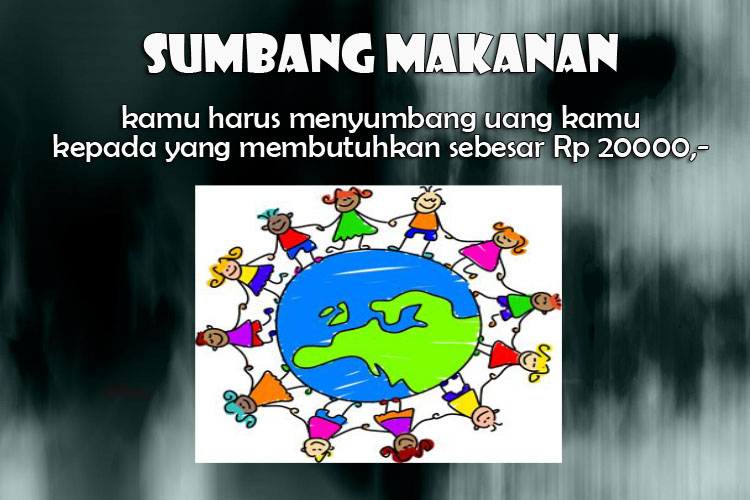 SUMBANG MAKANAN
kamu harus menyumbang uang kamu
kepada yang membutuhkan sebesar Rp 20000,-